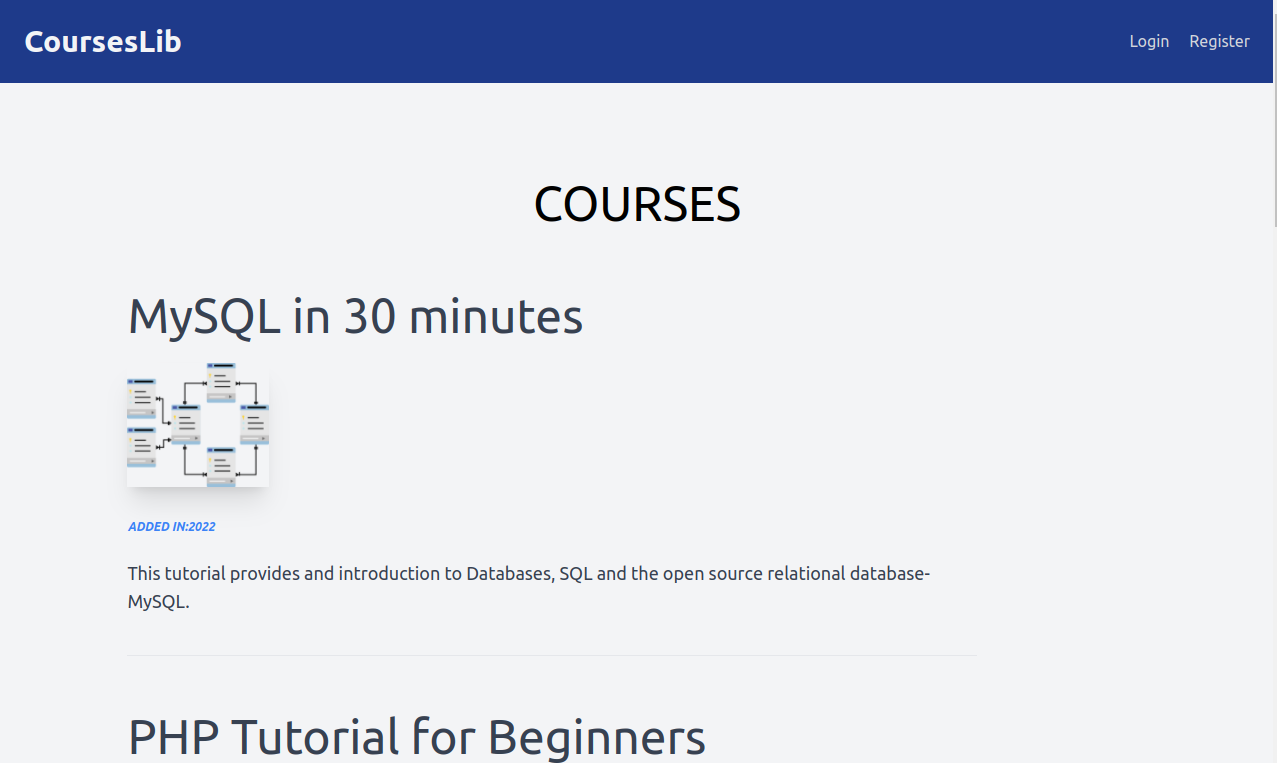 CoursesLib
Login Register
COURSES
MySQL in 30 minutes
ADDED IN:2022
This tutorial provides and introduction to Databases, SQL and the open source relational database-
MySQL.
PHP Tutorial for Beginners